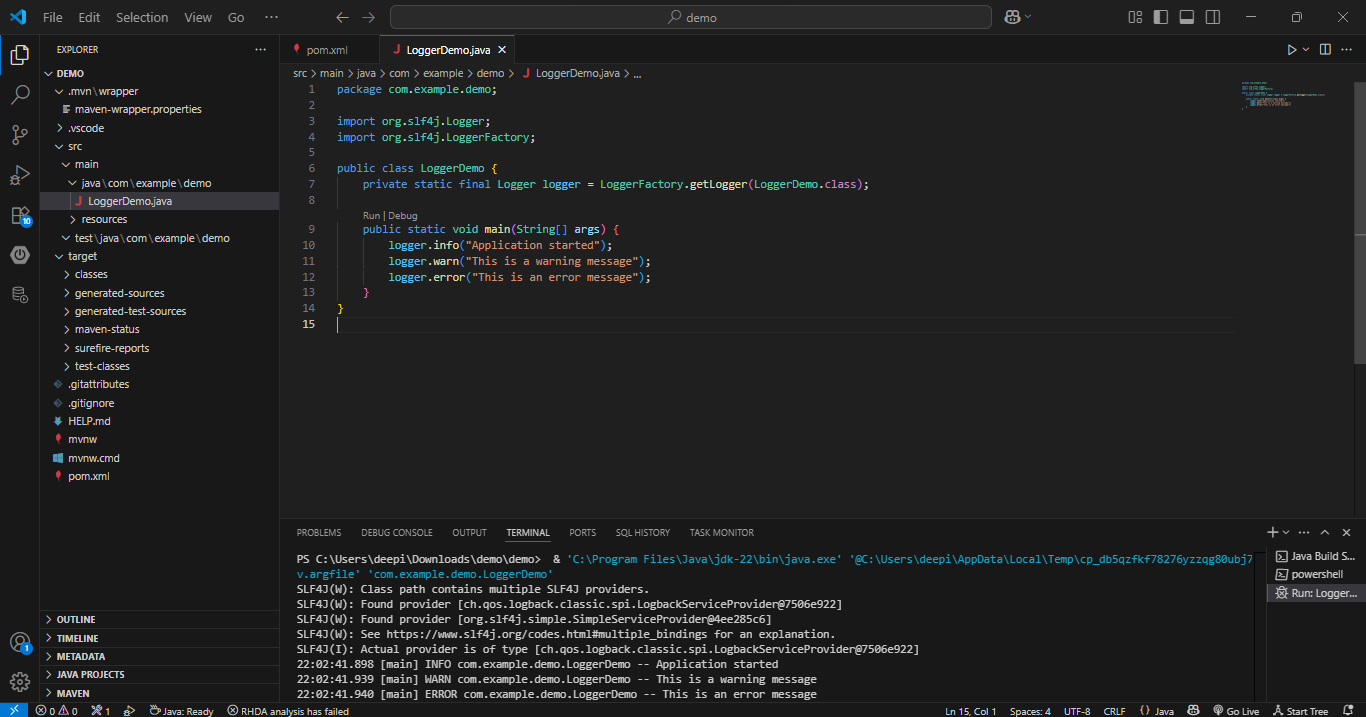 File Edit Selection View Go ··· demo
EXPLORER ···
DEMO
.mvn\wrapper
maven-wrapper.properties
.vscode
src
main
java\com\example\demo
LoggerDemo.java
resources
test\java\com\example\demo
target
classes
generated-sources
generated-test-sources
maven-status
surefire-reports
test-classes
.gitattributes
.gitignore
HELP.md
mvnw
mvnw.cmd
pom.xml
OUTLINE
TIMELINE
METADATA
JAVA PROJECTS
MAVEN
10
1
pom.xml LoggerDemo.java
src > main > java > com > example > demo > LoggerDemo.java > ...
1 package com.example.demo;
2
3 import org.slf4j.Logger;
4 import org.slf4j.LoggerFactory;
5
6 public class LoggerDemo {
7 private static final Logger logger = LoggerFactory.getLogger(LoggerDemo.class);
8
Run | Debug
9 public static void main(String[] args) {
10 logger.info("Application started");
11 logger.warn("This is a warning message");
12 logger.error("This is an error message");
13 }
14 }
15
PROBLEMS DEBUG CONSOLE OUTPUT TERMINAL PORTS SQL HISTORY TASK MONITOR
PS C:\Users\deepi\Downloads\demo\demo> & 'C:\Program Files\Java\jdk-22\bin\java.exe' '@C:\Users\deepi\AppData\Local\Temp\cp_db5qzfkf78276yzzqg80ubj7
v.argfile' 'com.example.demo.LoggerDemo'
SLF4J(W): Class path contains multiple SLF4J providers.
SLF4J(W): Found provider [ch.qos.logback.classic.spi.LogbackServiceProvider@7506e922]
SLF4J(W): Found provider [org.slf4j.simple.SimpleServiceProvider@4ee285c6]
SLF4J(W): See https://www.slf4j.org/codes.html#multiple_bindings for an explanation.
SLF4J(I): Actual provider is of type [ch.qos.logback.classic.spi.LogbackServiceProvider@7506e922]
22:02:41.898 [main] INFO com.example.demo.LoggerDemo -- Application started
22:02:41.939 [main] WARN com.example.demo.LoggerDemo -- This is a warning message
22:02:41.940 [main] ERROR com.example.demo.LoggerDemo -- This is an error message
Java Build S...
powershell
Run: Logger...
0 0 1 Java: Ready RHDA analysis has failed Ln 15, Col 1 Spaces: 4 UTF-8 CRLF {} Java Go Live Start Tree